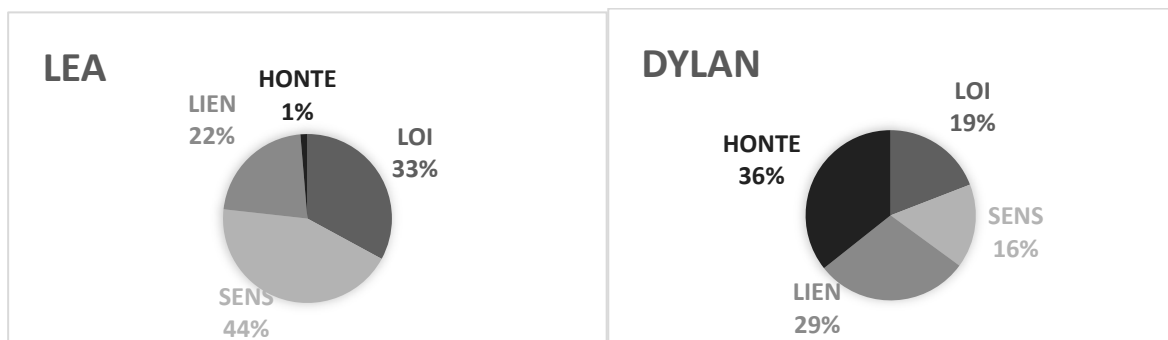 LEA
HONTE
1%
LIEN
22%
LOI
33%
SENS
44%
DYLAN
LOI
19%
HONTE
36%
SENS
16%
LIEN
29%